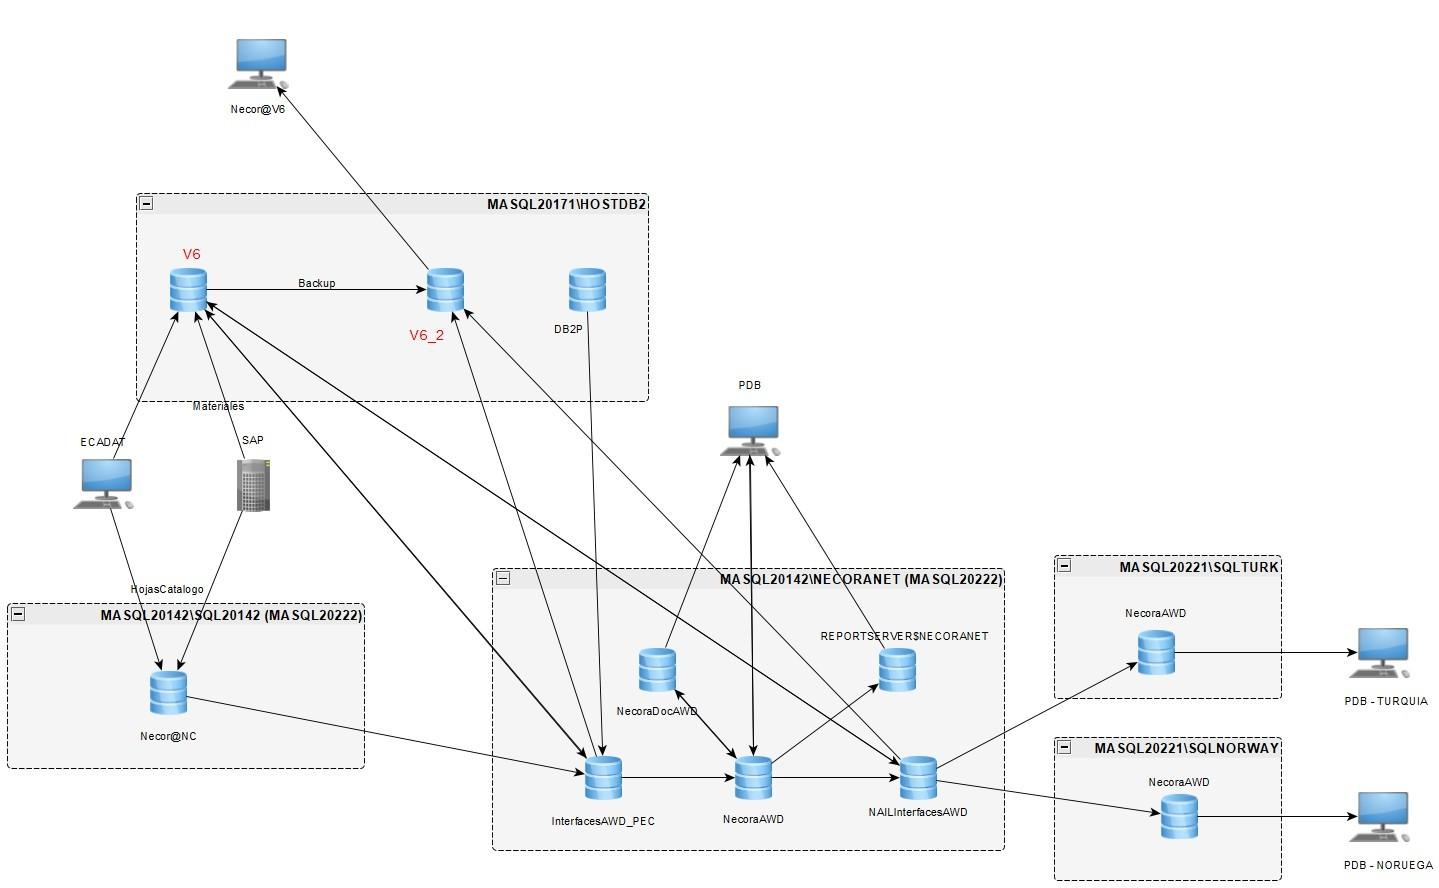 Necor@V6
MASQL20171\HOSTDB2
V6
Backup
DB2P
V6_2
PDB
Materiales
ECADAT
SAP
MASQL20221\SQLTURK
MASQL20142\NECORANET (MASQL20222)
HojasCatalogo
NecoraAWD
MASQL20142\SQL20142 (MASQL20222)
REPORTSERVER$NECORANET
PDB - TURQUIA
NecoraDocAWD
Necor@NC
MASQL20221\SQLNORWAY
NecoraAWD
InterfacesAWD_PEC
NecoraAWD
NAILInterfacesAWD
PDB - NORUEGA